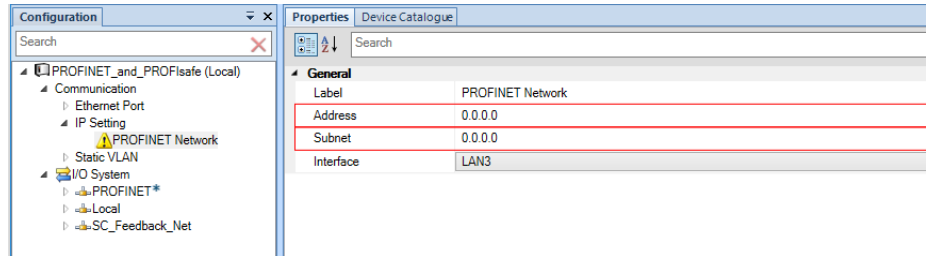 Configuration
Search
PROFINET_and_PROFIsafe (Local)
Communication
Ethernet Port
IP Setting
PROFINET Network
Static VLAN
I/O System
PROFINET*
Local
SC_Feedback_Net
Properties Device Catalogue
Search
General
Label PROFINET Network
Address 0.0.0.0
Subnet 0.0.0.0
Interface LAN3